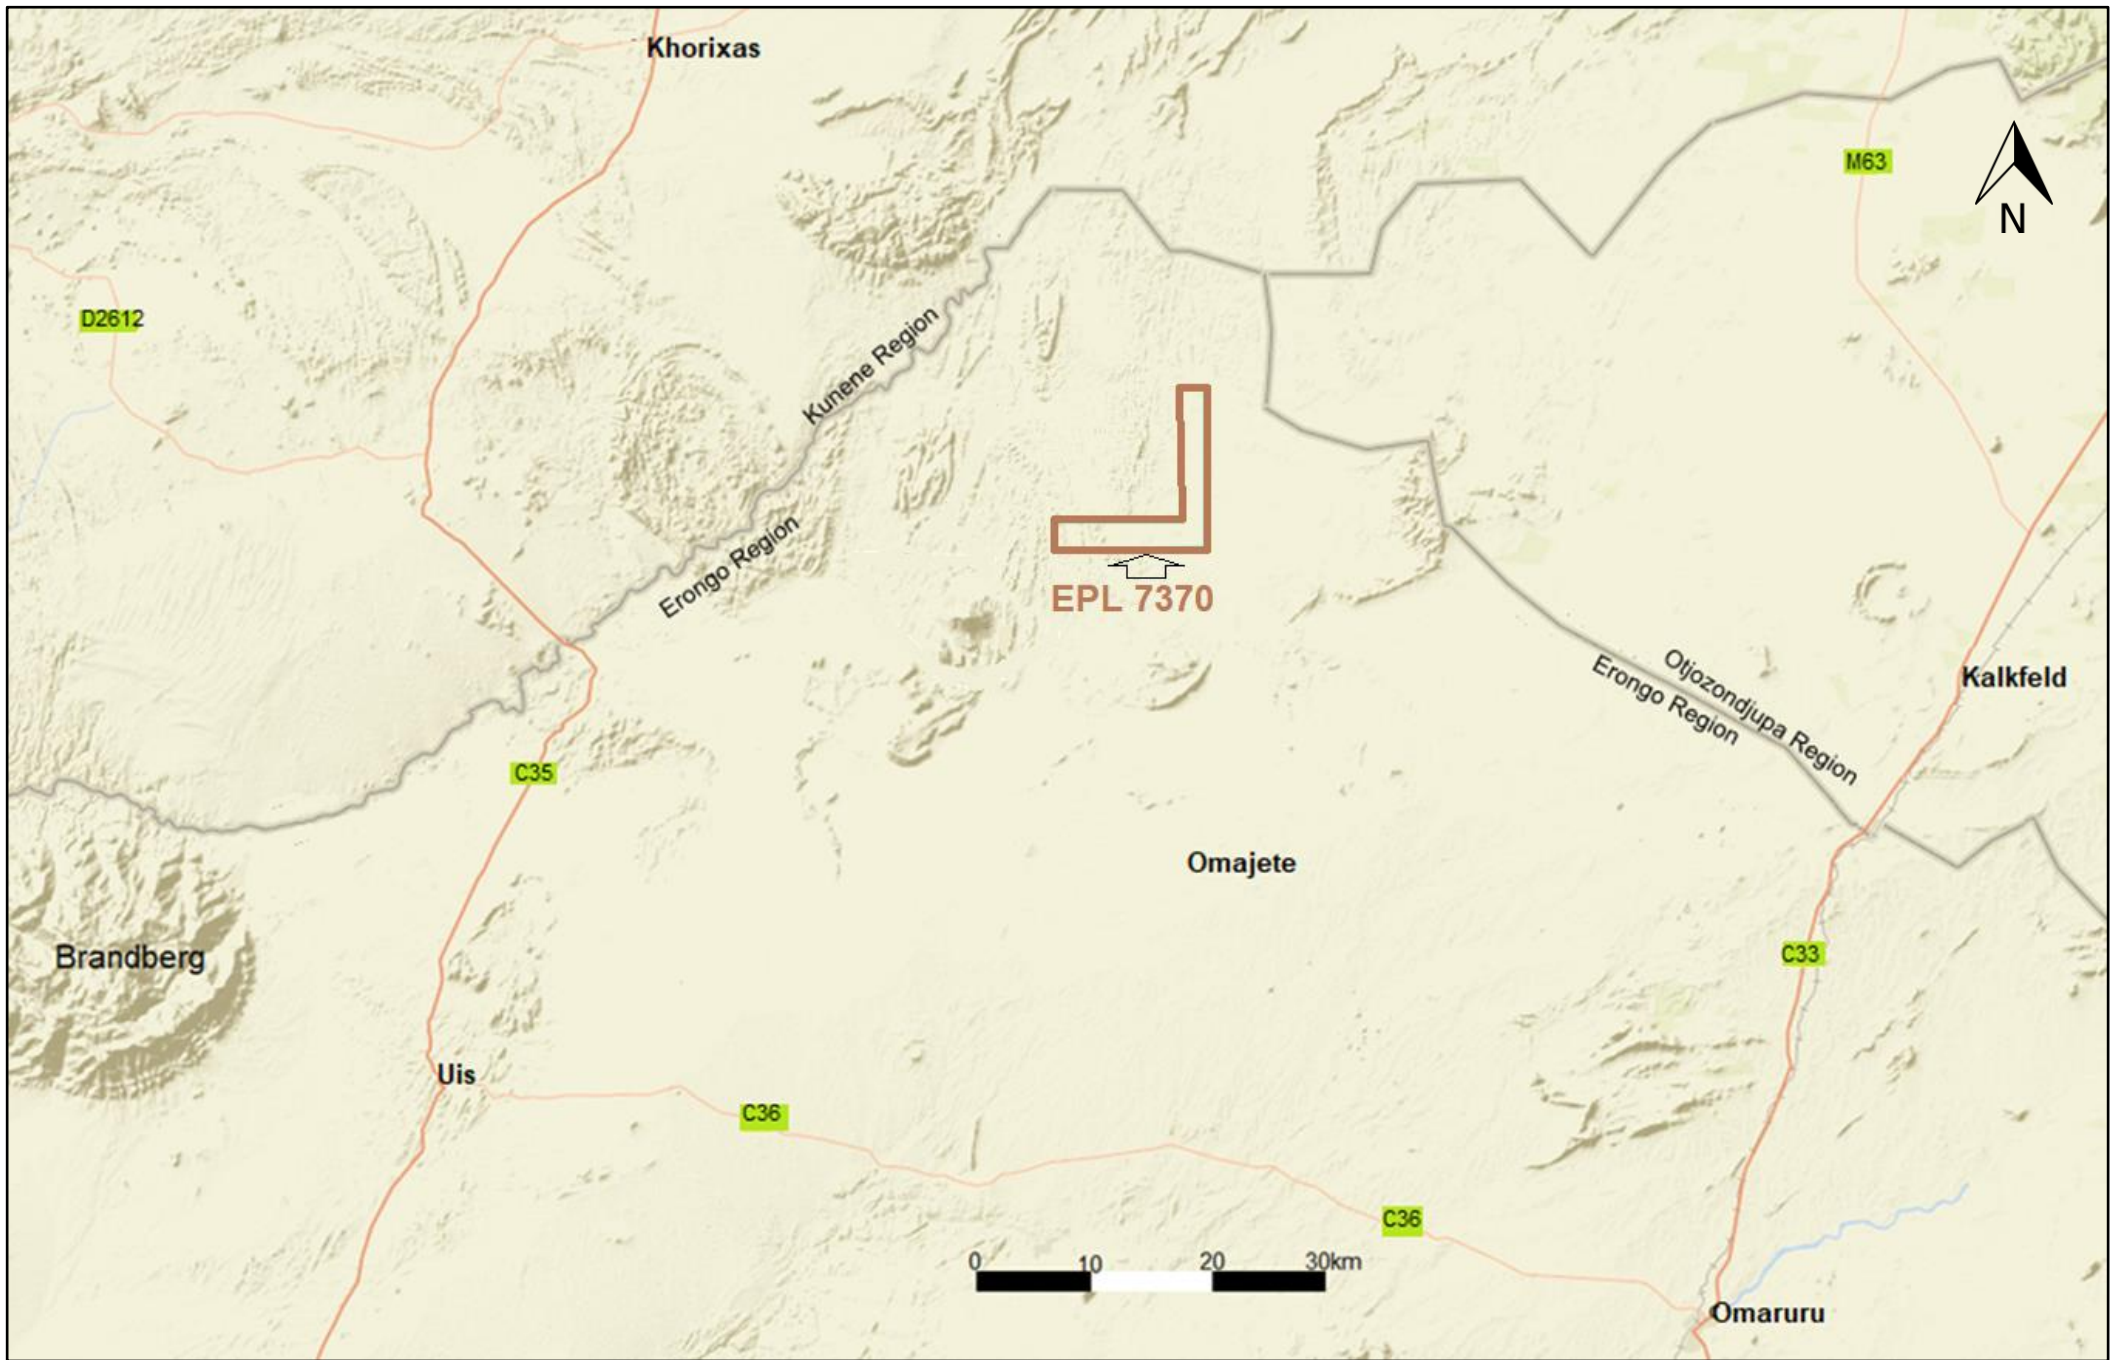 Khorixas
M63
N
D2612
Kunene Region
Erongo Region
EPL 7370
Otjozondjupa Region
Erongo Region
Kalkfeld
C35
Omajete
Brandberg
C33
Uis
C36
C36
0 10 20 30km
Omaruru